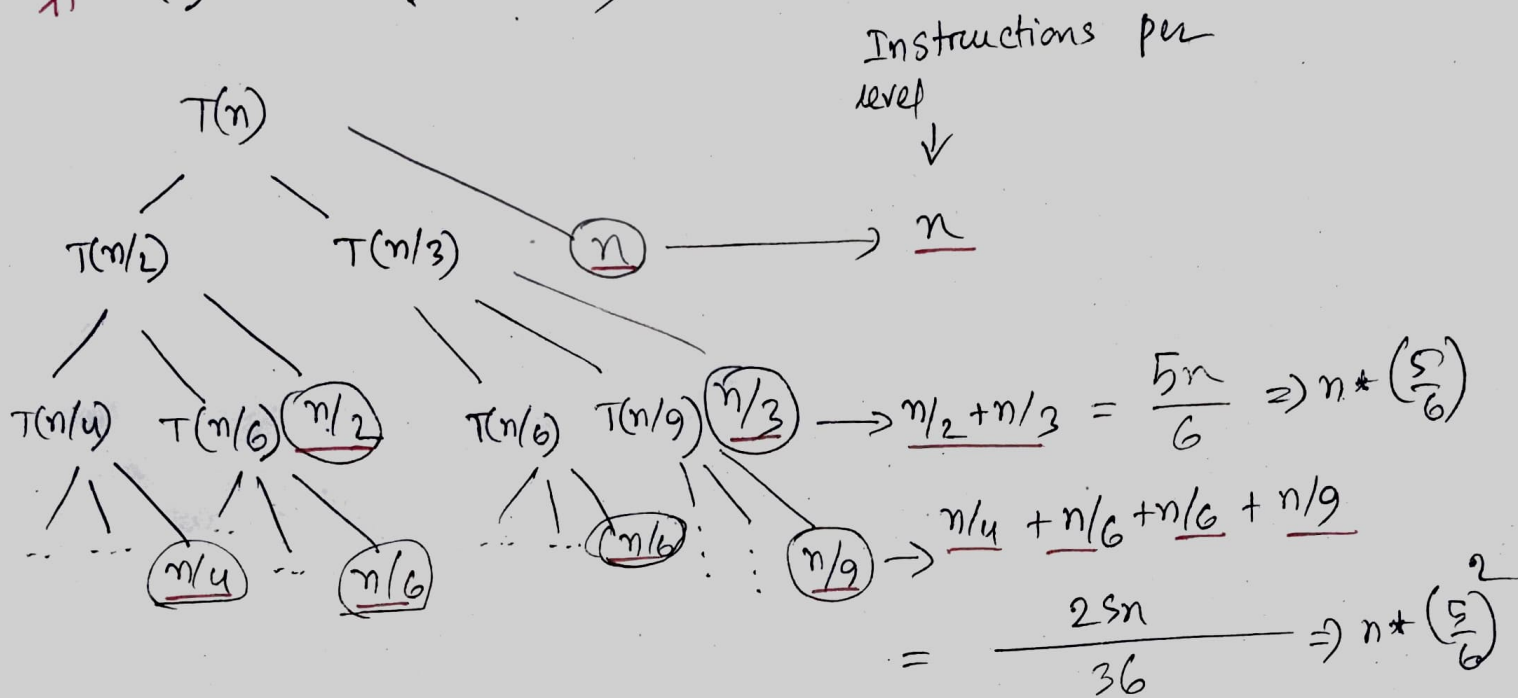 Instructions per
level
↓
T(n)
T(n/2) T(n/3) n → n
T(n/4) T(n/6) n/2 T(n/6) T(n/9) n/3 → n/2 + n/3 = 5n/6 ⇒ n * (5/6)
.. ... n/4 .. ... n/6 ... ... n/6 : : n/9 → n/4 + n/6 + n/6 + n/9
= 25n/36 ⇒ n * (5/6)²